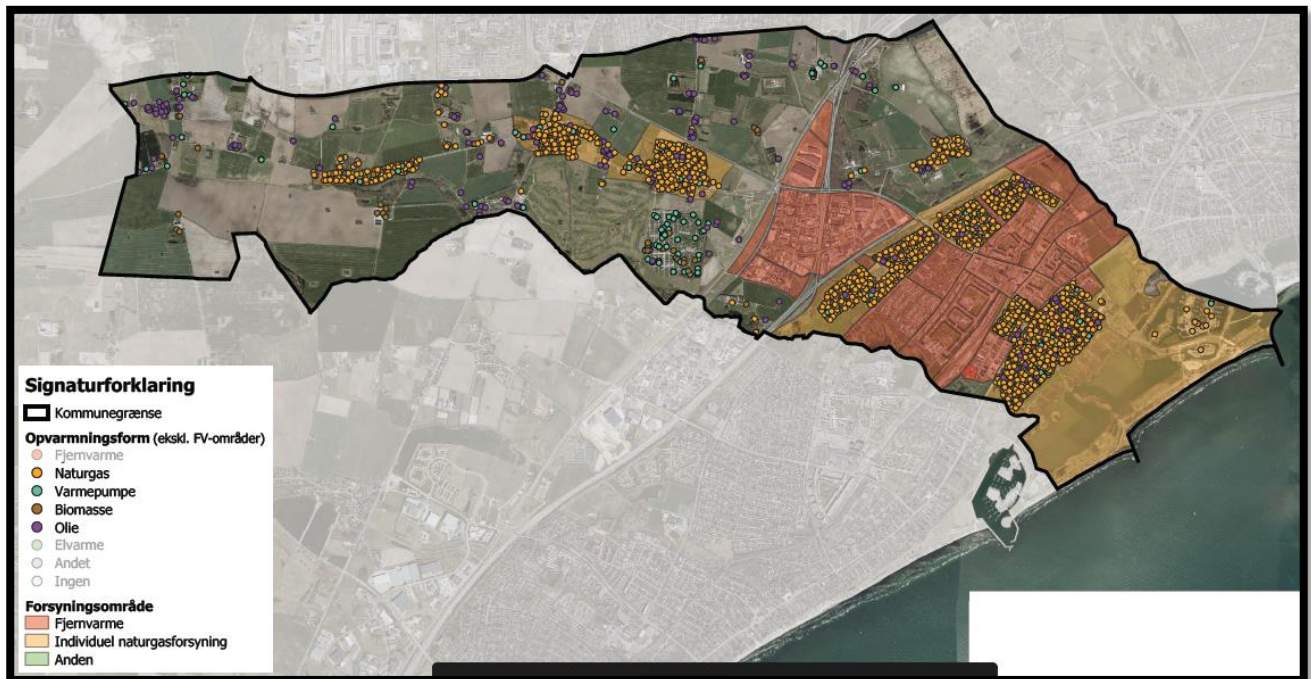 Signaturforklaring
Kommunegrænse
Opvarmningsform (ekskl. FV-områder)
Fjernvarme
Naturgas
Varmepumpe
Biomasse
Olie
Elvarme
Andet
Ingen
Forsyningsområde
Fjernvarme
Individuel naturgasforsyning
Anden